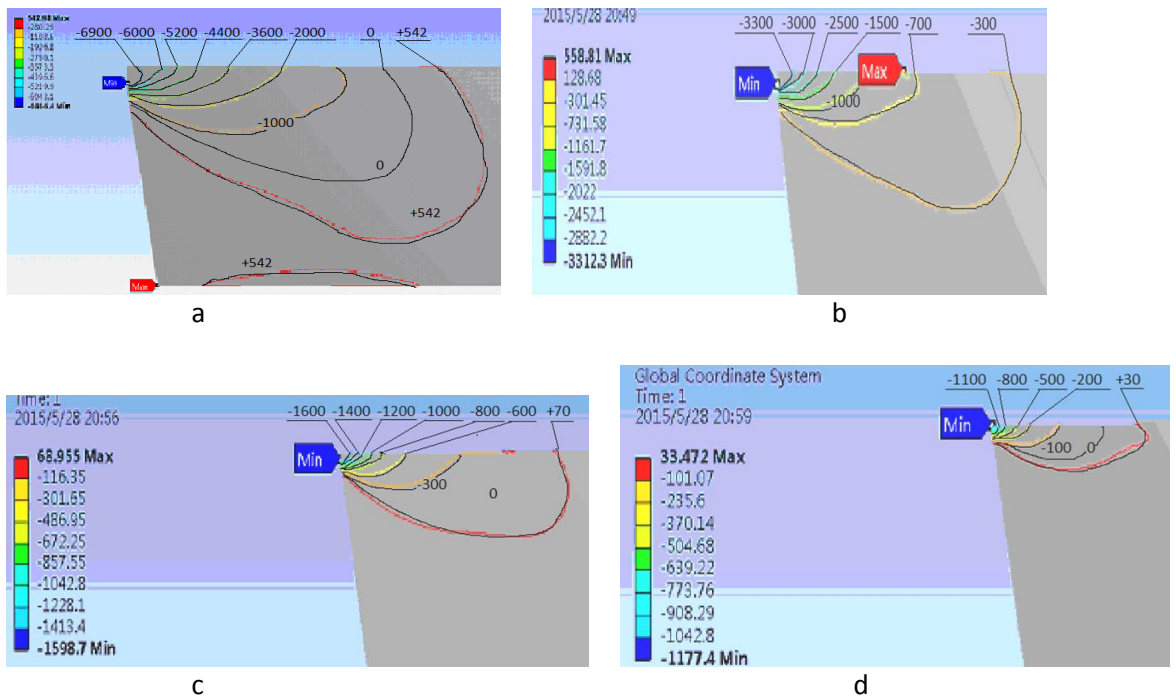 542.98 Max
-6900 -6000 -5200 -4400 -3600 -2000 0 +542
Min
-1000
0
+542
+542
Max
a
2015/5/28 20:49
-3300 -3000 -2500 -1500 -700 -300
558.81 Max
128.68
-301.45
-731.58
-1161.7
-1591.8
-2022
-2452.1
-2882.2
-3312.3 Min
Min
Max
-1000
b
Time: 1
2015/5/28 20:56
-1600 -1400 -1200 -1000 -800 -600 +70
68.955 Max
-116.35
-301.65
-486.95
-672.25
-857.55
-1042.8
-1228.1
-1413.4
-1598.7 Min
Min
-300
0
c
Global Coordinate System
Time: 1
2015/5/28 20:59
-1100 -800 -500 -200 +30
33.472 Max
-101.07
-235.6
-370.14
-504.68
-639.22
-773.76
-908.29
-1042.8
-1177.4 Min
Min
-100 0
d